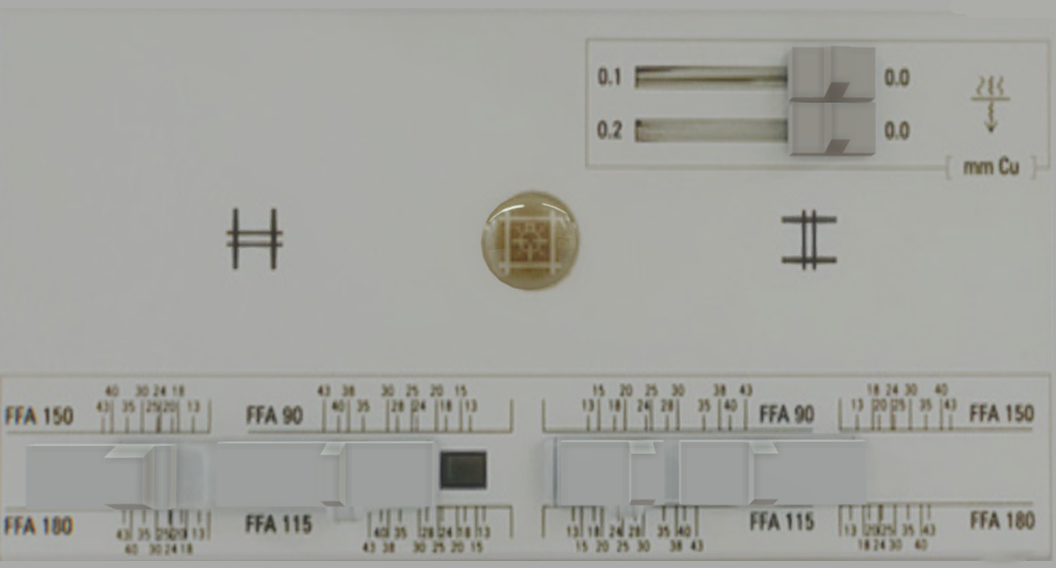 0.1 0.0
0.2 0.0
mm Cu
40 30 24 18 43 38 30 25 20 15 15 20 25 30 38 43 18 24 30 40
43 35 25 20 13 40 35 28 24 18 13 13 18 24 28 35 40 13 20 25 35 43
FFA 150 FFA 90 FFA 90 FFA 150
FFA 180 FFA 115 FFA 115 FFA 180
43 35 25 20 13 40 35 28 24 18 13 13 18 24 28 35 40 13 20 25 35 43
40 30 24 18 43 38 30 25 20 15 15 20 25 30 38 43 18 24 30 40